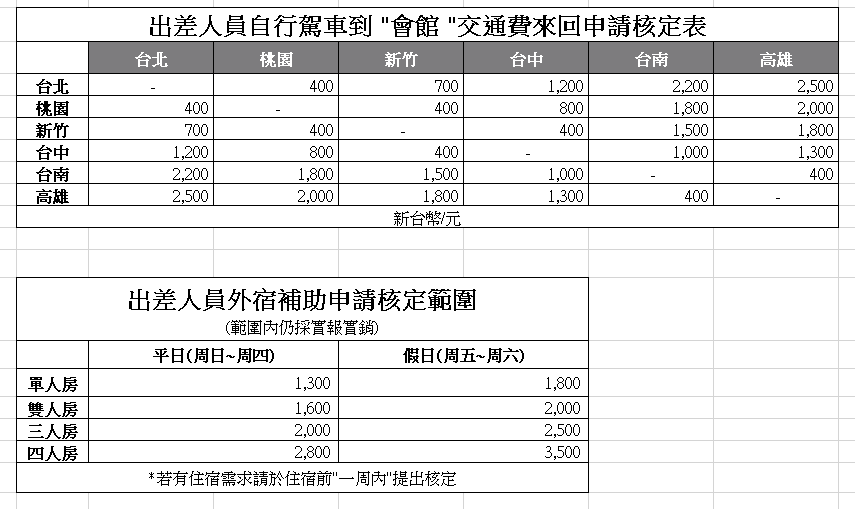 出差人員自行駕車到 "會館 "交通費來回申請核定表
台北 桃園 新竹 台中 台南 高雄
台北 - 400 700 1,200 2,200 2,500
桃園 400 - 400 800 1,800 2,000
新竹 700 400 - 400 1,500 1,800
台中 1,200 800 400 - 1,000 1,300
台南 2,200 1,800 1,500 1,000 - 400
高雄 2,500 2,000 1,800 1,300 400 -
新台幣/元
出差人員外宿補助申請核定範圍
(範圍內仍採實報實銷)
平日(周日~周四) 假日(周五~周六)
單人房 1,300 1,800
雙人房 1,600 2,000
三人房 2,000 2,500
四人房 2,800 3,500
*若有住宿需求請於住宿前"一周內"提出核定